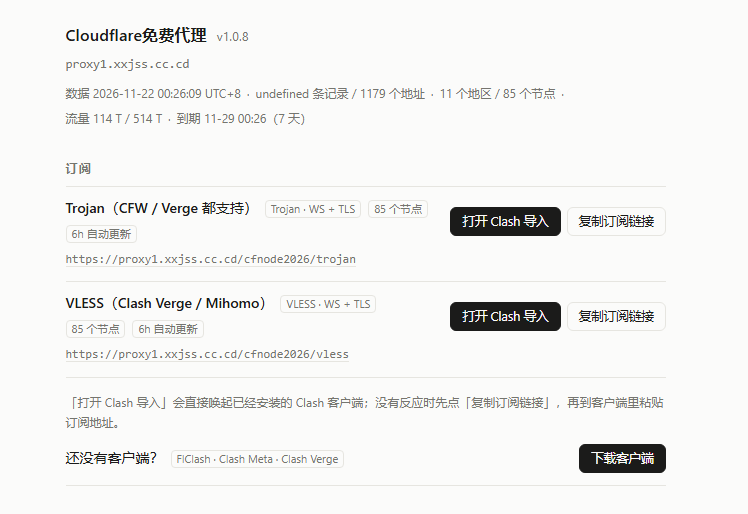 Cloudflare免费代理 v1.0.8
proxy1.xxjss.cc.cd
数据 2026-11-22 00:26:09 UTC+8 · undefined 条记录 / 1179 个地址 · 11 个地区 / 85 个节点 ·
流量 114 T / 514 T · 到期 11-29 00:26（7 天）
订阅
Trojan（CFW / Verge 都支持） Trojan · WS + TLS 85 个节点
6h 自动更新
打开 Clash 导入 复制订阅链接
https://proxy1.xxjss.cc.cd/cfnode2026/trojan
VLESS（Clash Verge / Mihomo） VLESS · WS + TLS
85 个节点 6h 自动更新
打开 Clash 导入 复制订阅链接
https://proxy1.xxjss.cc.cd/cfnode2026/vless
「打开 Clash 导入」会直接唤起已经安装的 Clash 客户端；没有反应时先点「复制订阅链接」，再到客户端里粘贴
订阅地址。
还没有客户端？ FlClash · Clash Meta · Clash Verge 下载客户端